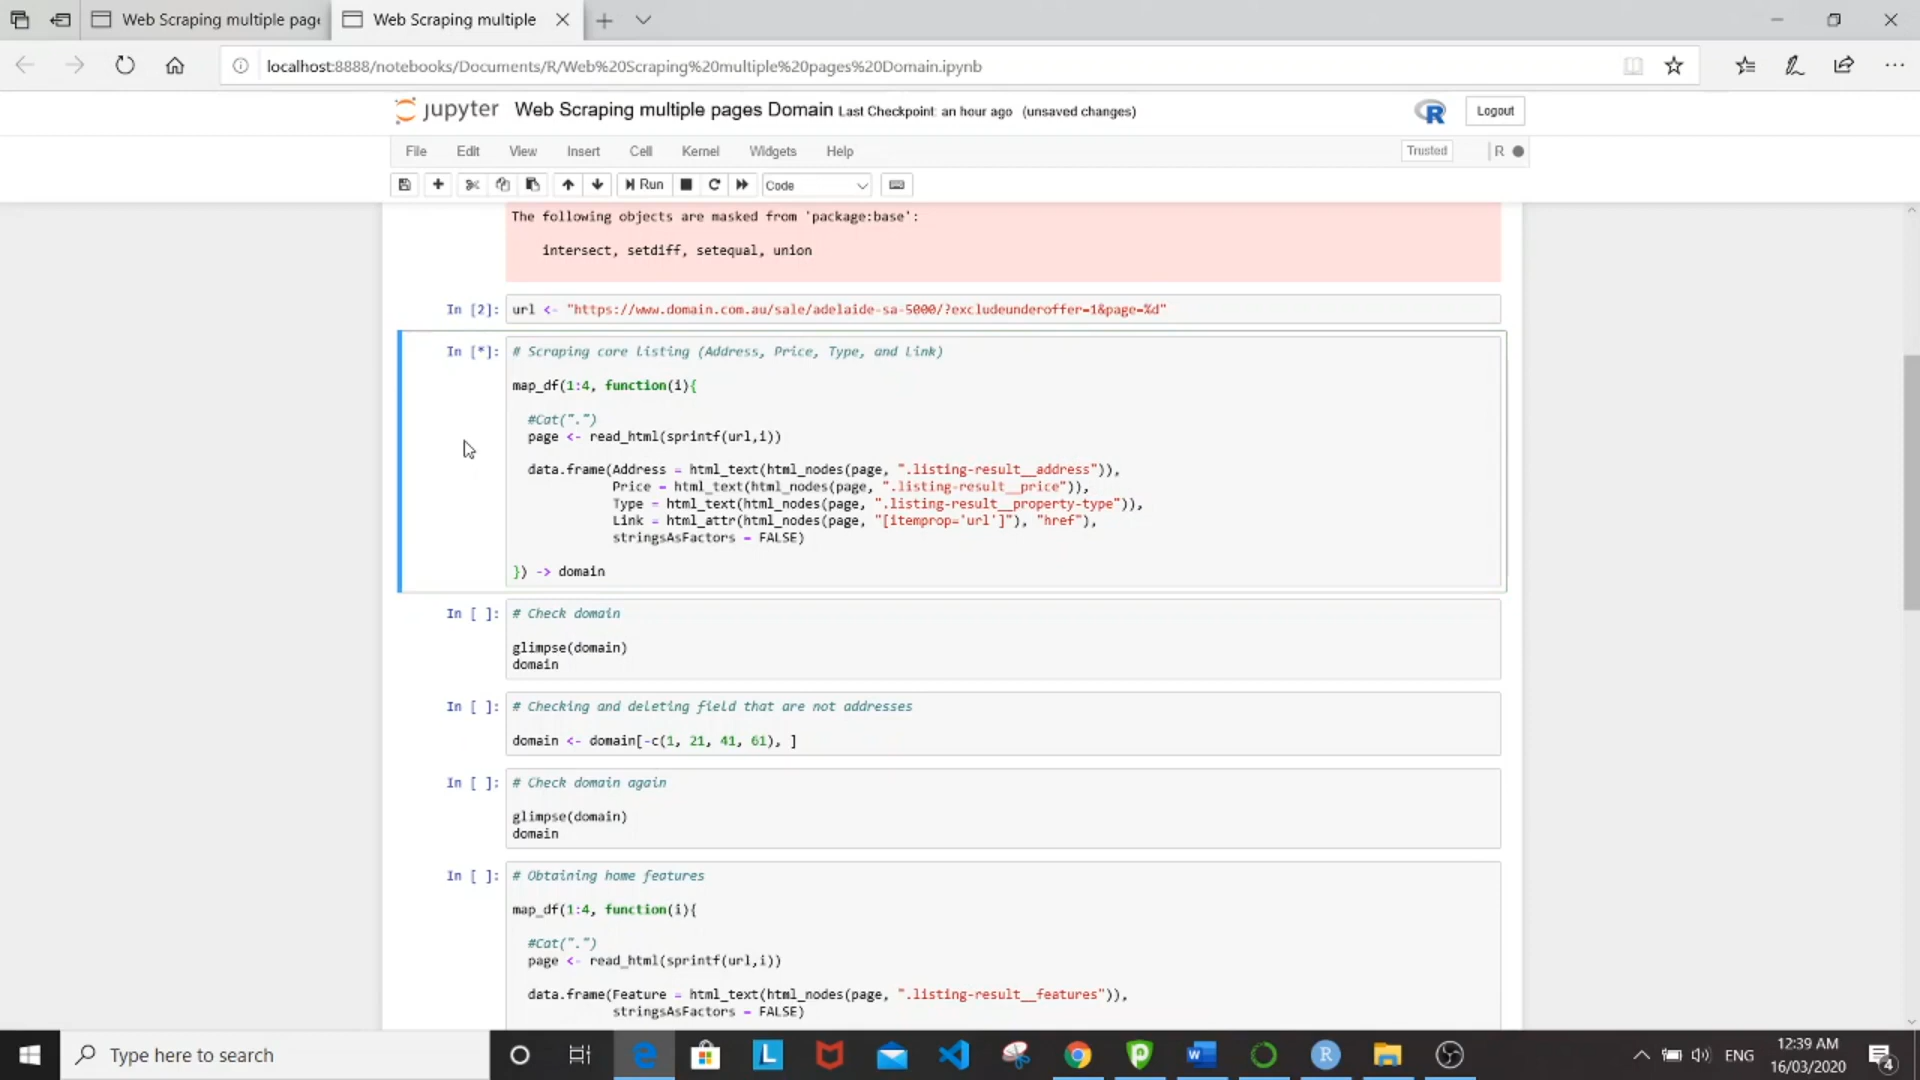 Web Scraping multiple page
Web Scraping multiple
localhost:8888/notebooks/Documents/R/Web%20Scraping%20multiple%20pages%20Domain.ipynb
jupyter Web Scraping multiple pages Domain Last Checkpoint: an hour ago (unsaved changes)
R
Logout
File Edit View Insert Cell Kernel Widgets Help
Trusted
R
Run
Code
The following objects are masked from 'package:base':
intersect, setdiff, setequal, union
In [2]: url <- "https://www.domain.com.au/sale/adelaide-sa-5000/?excludeunderoffer=1&page=%d"
In [*]: # Scraping core listing (Address, Price, Type, and Link)
map_df(1:4, function(i){
#Cat(".")
page <- read_html(sprintf(url,i))
data.frame(Address = html_text(html_nodes(page, ".listing-result__address")),
Price = html_text(html_nodes(page, ".listing-result__price")),
Type = html_text(html_nodes(page, ".listing-result__property-type")),
Link = html_attr(html_nodes(page, "[itemprop='url']"), "href"),
stringsAsFactors = FALSE)
}) -> domain
In [ ]: # Check domain
glimpse(domain)
domain
In [ ]: # Checking and deleting field that are not addresses
domain <- domain[-c(1, 21, 41, 61), ]
In [ ]: # Check domain again
glimpse(domain)
domain
In [ ]: # Obtaining home features
map_df(1:4, function(i){
#Cat(".")
page <- read_html(sprintf(url,i))
data.frame(Feature = html_text(html_nodes(page, ".listing-result__features")),
stringsAsFactors = FALSE)
Type here to search
L
W
R
ENG
12:39 AM
16/03/2020
4